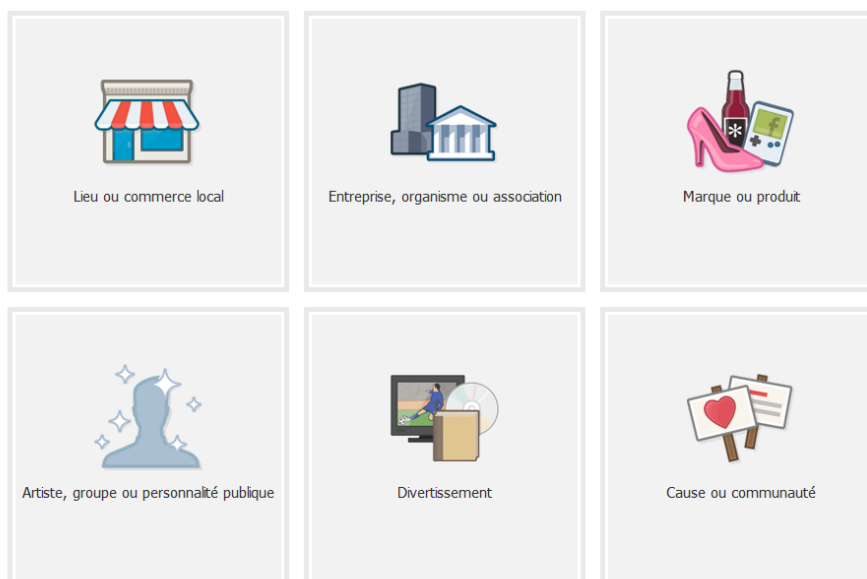 Lieu ou commerce local
Entreprise, organisme ou association
Marque ou produit
Artiste, groupe ou personnalité publique
Divertissement
Cause ou communauté